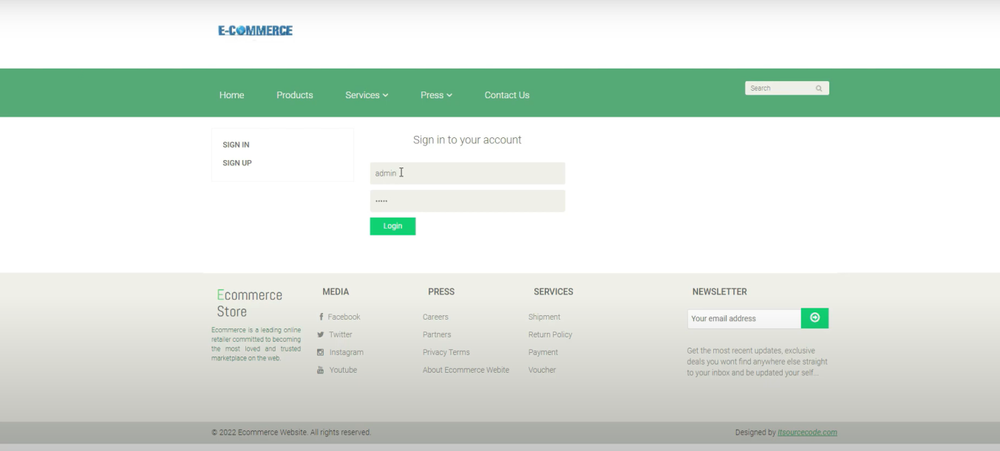 E-COMMERCE
Home Products Services Press Contact Us
Search
SIGN IN
SIGN UP
Sign in to your account
admin
•••••
Login
Ecommerce
Store
Ecommerce is a leading online
retailer committed to becoming
the most loved and trusted
marketplace on the web.
MEDIA
Facebook
Twitter
Instagram
Youtube
PRESS
Careers
Partners
Privacy Terms
About Ecommerce Webite
SERVICES
Shipment
Return Policy
Payment
Voucher
NEWSLETTER
Your email address
Get the most recent updates, exclusive
deals you wont find anywhere else straight
to your inbox and be updated your self...
© 2022 Ecommerce Website. All rights reserved.
Designed by Itsourcecode.com